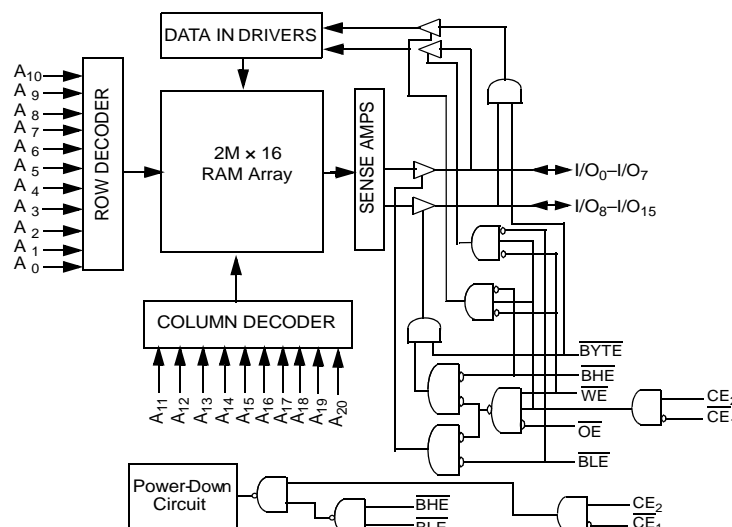 DATA IN DRIVERS
A10
A9
A8
A7
A6
A5
A4
A3
A2
A1
A0
ROW DECODER
2M × 16
RAM Array
SENSE AMPS
I/O0–I/O7
I/O8–I/O15
COLUMN DECODER
A11
A12
A13
A14
A15
A16
A17
A18
A19
A20
BYTE
BHE
WE
OE
BLE
CE2
Power-Down
Circuit
BHE
BLE
CE2
CE1